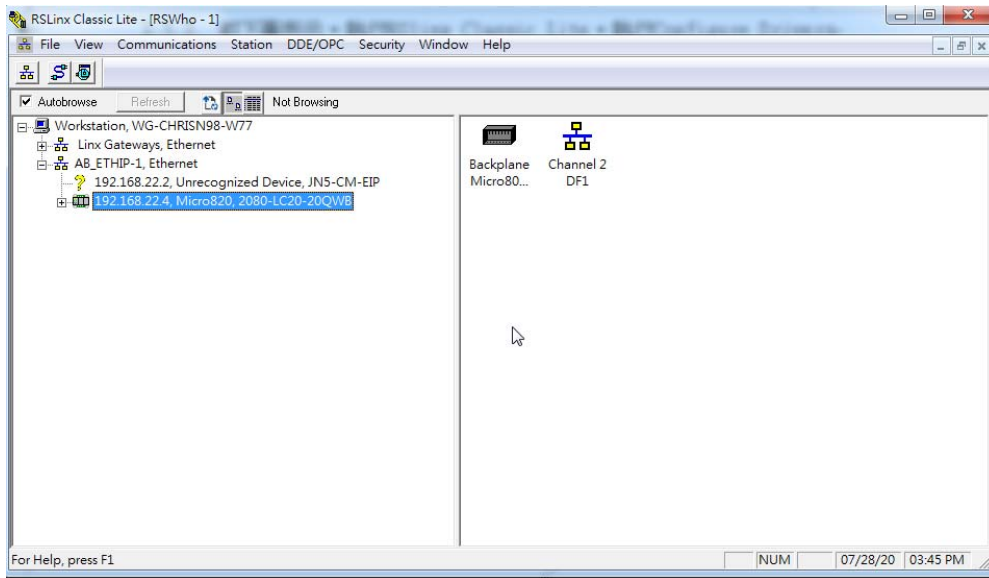 RSLinx Classic Lite - [RSWho - 1]
File View Communications Station DDE/OPC Security Window Help
Autobrowse Refresh Not Browsing
Workstation, WG-CHRISN98-W77
Linx Gateways, Ethernet
AB_ETHIP-1, Ethernet
192.168.22.2, Unrecognized Device, JN5-CM-EIP
192.168.22.4, Micro820, 2080-LC20-20QWB
Backplane
Micro80...
Channel 2
DF1
For Help, press F1
NUM 07/28/20 03:45 PM